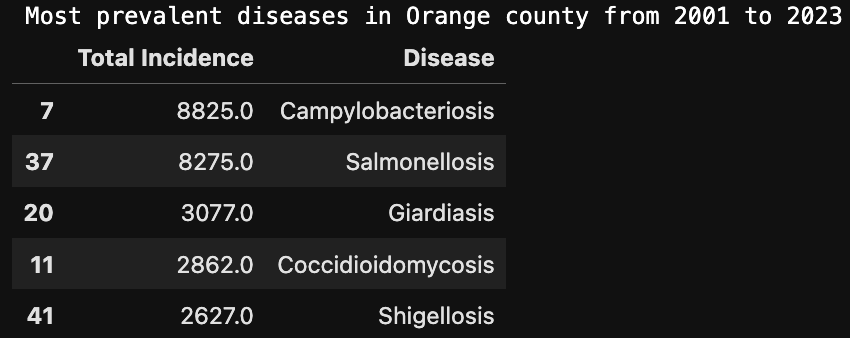 Most prevalent diseases in Orange county from 2001 to 2023
Total Incidence Disease
7 8825.0 Campylobacteriosis
37 8275.0 Salmonellosis
20 3077.0 Giardiasis
11 2862.0 Coccidioidomycosis
41 2627.0 Shigellosis